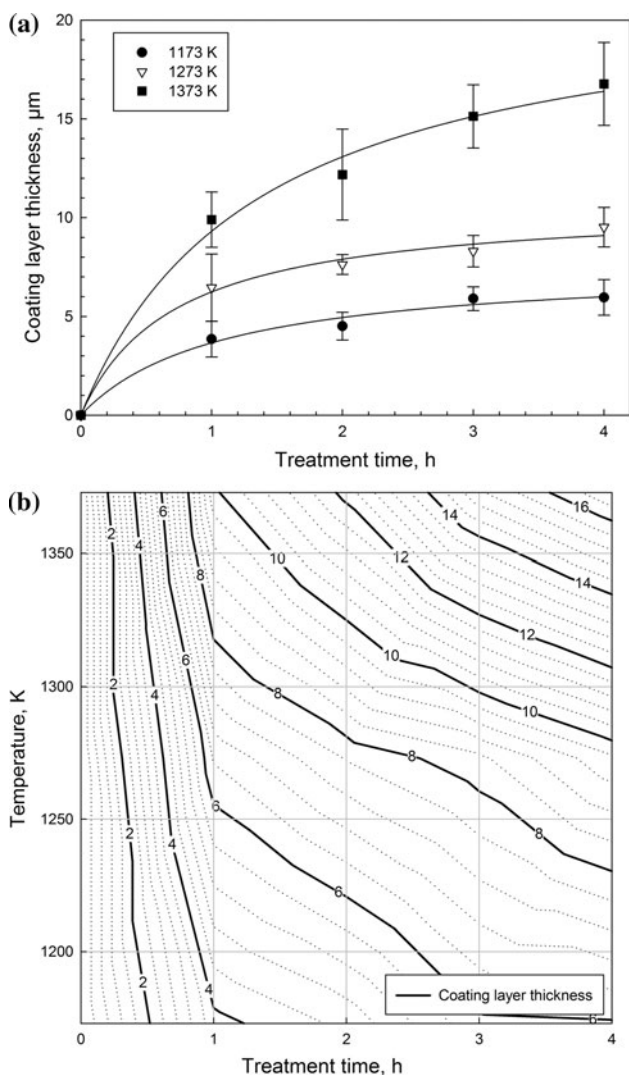 (a)
20
15
10
5
0
Coating layer thickness, µm
1173 K
1273 K
1373 K
0 1 2 3 4
Treatment time, h
(b)
1350
1300
1250
1200
Temperature, K
2 4 6 8 10 12 14 16
2 4 6 8 10 12 14
2 4 6 8 10
2 4 6 8
6
Coating layer thickness
0 1 2 3 4
Treatment time, h